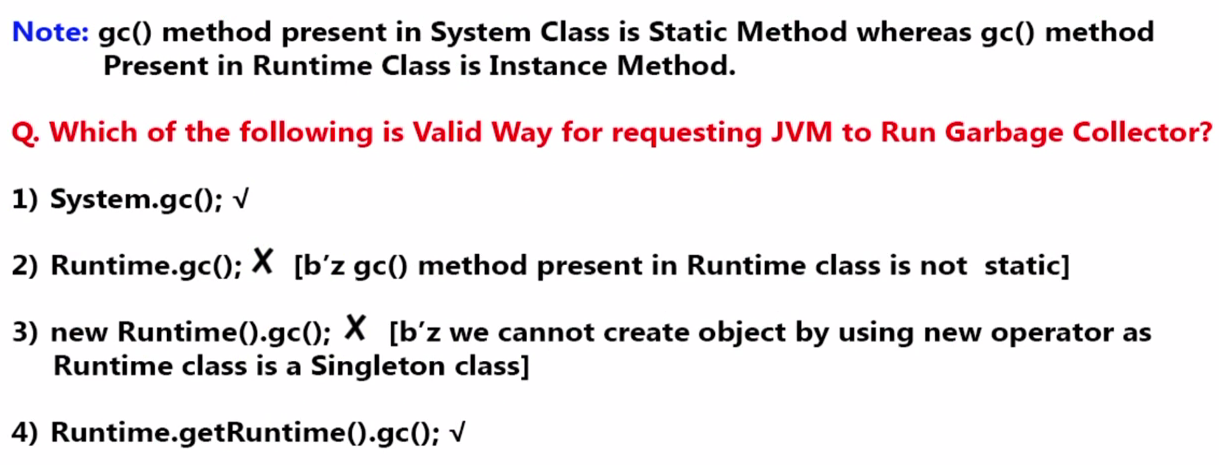 Note: gc() method present in System Class is Static Method whereas gc() method
Present in Runtime Class is Instance Method.
Q. Which of the following is Valid Way for requesting JVM to Run Garbage Collector?
1) System.gc(); √
2) Runtime.gc(); X [b’z gc() method present in Runtime class is not static]
3) new Runtime().gc(); X [b’z we cannot create object by using new operator as
Runtime class is a Singleton class]
4) Runtime.getRuntime().gc(); √